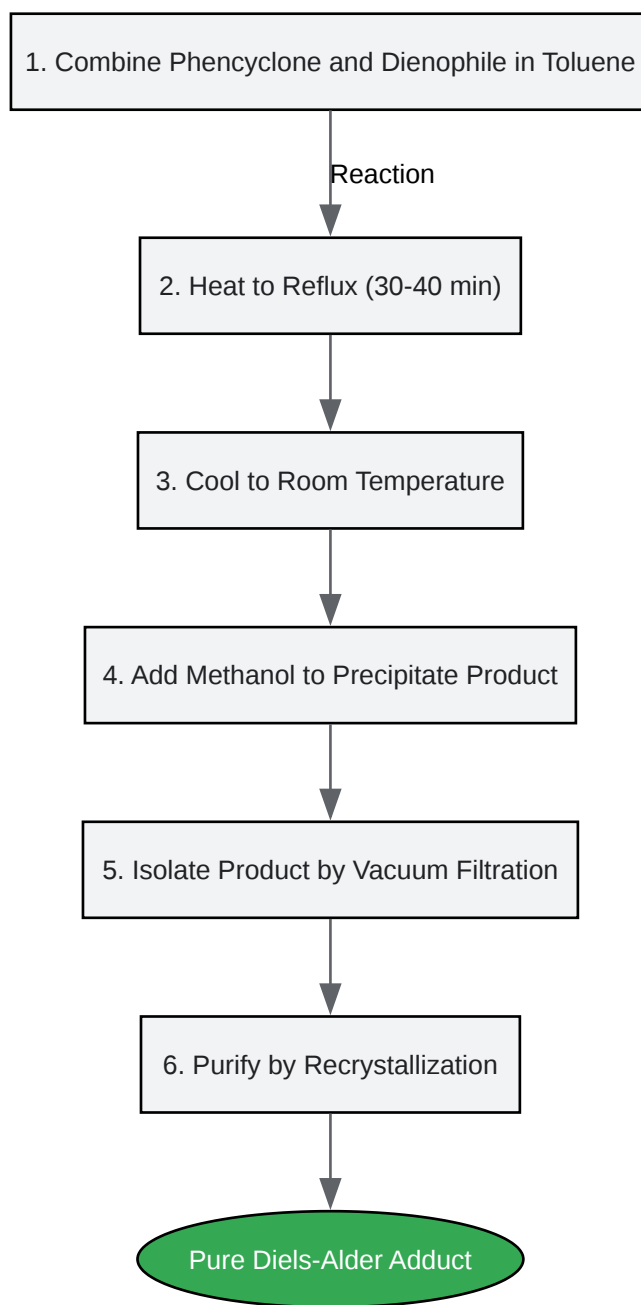 1. Combine Phencyclone and Dienophile in Toluene
Reaction
2. Heat to Reflux (30-40 min)
3. Cool to Room Temperature
4. Add Methanol to Precipitate Product
5. Isolate Product by Vacuum Filtration
6. Purify by Recrystallization
Pure Diels-Alder Adduct